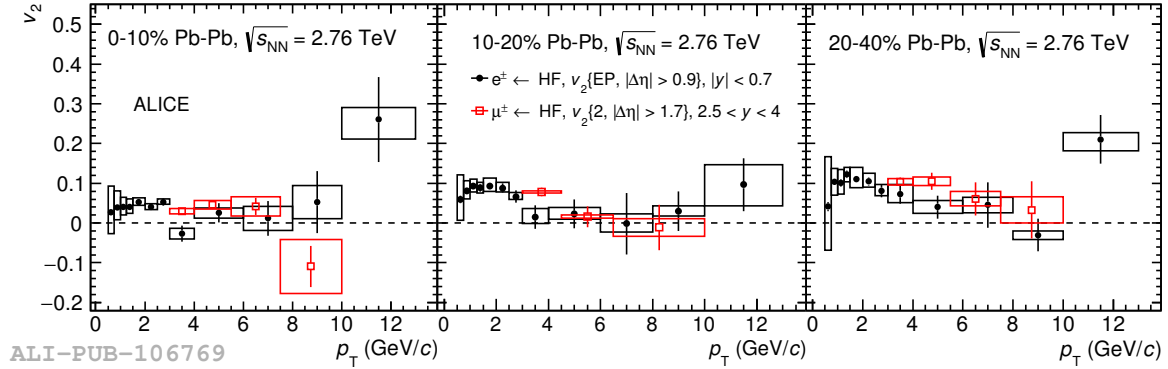 v₂
0-10% Pb-Pb, √sNN = 2.76 TeV
10-20% Pb-Pb, √sNN = 2.76 TeV
20-40% Pb-Pb, √sNN = 2.76 TeV
e± ← HF, v₂{EP, |Δη| > 0.9}, |y| < 0.7
μ± ← HF, v₂{2, |Δη| > 1.7}, 2.5 < y < 4
ALICE
0.5
0.4
0.3
0.2
0.1
0
−0.1
−0.2
0 2 4 6 8 10 12
0 2 4 6 8 10 12
0 2 4 6 8 10 12
pT (GeV/c)
pT (GeV/c)
pT (GeV/c)
ALI-PUB-106769